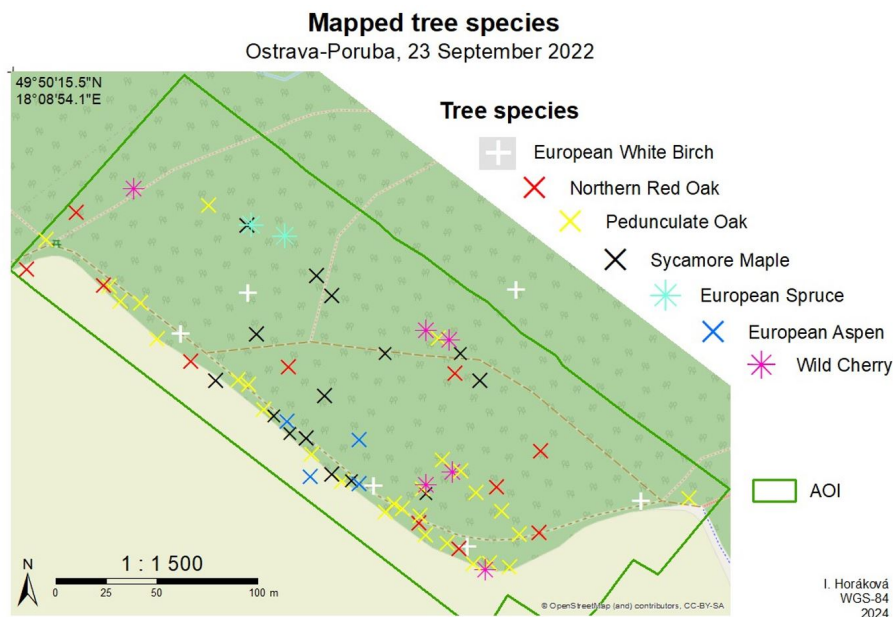 Mapped tree species
Ostrava-Poruba, 23 September 2022
49°50'15.5"N
18°08'54.1"E
Tree species
European White Birch
Northern Red Oak
Pedunculate Oak
Sycamore Maple
European Spruce
European Aspen
Wild Cherry
AOI
N
1 : 1 500
0 25 50 100 m
© OpenStreetMap (and) contributors, CC-BY-SA
I. Horáková
WGS-84
2024